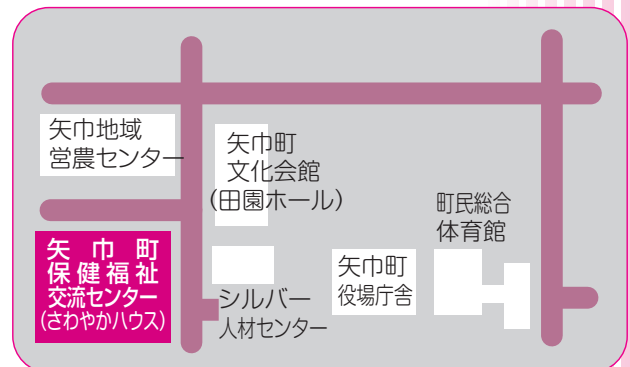 矢巾地域
営農センター
矢巾町
文化会館
(田園ホール)
町民総合
体育館
矢巾町
保健福祉
交流センター
(さわやかハウス)
シルバー
人材センター
矢巾町
役場庁舎